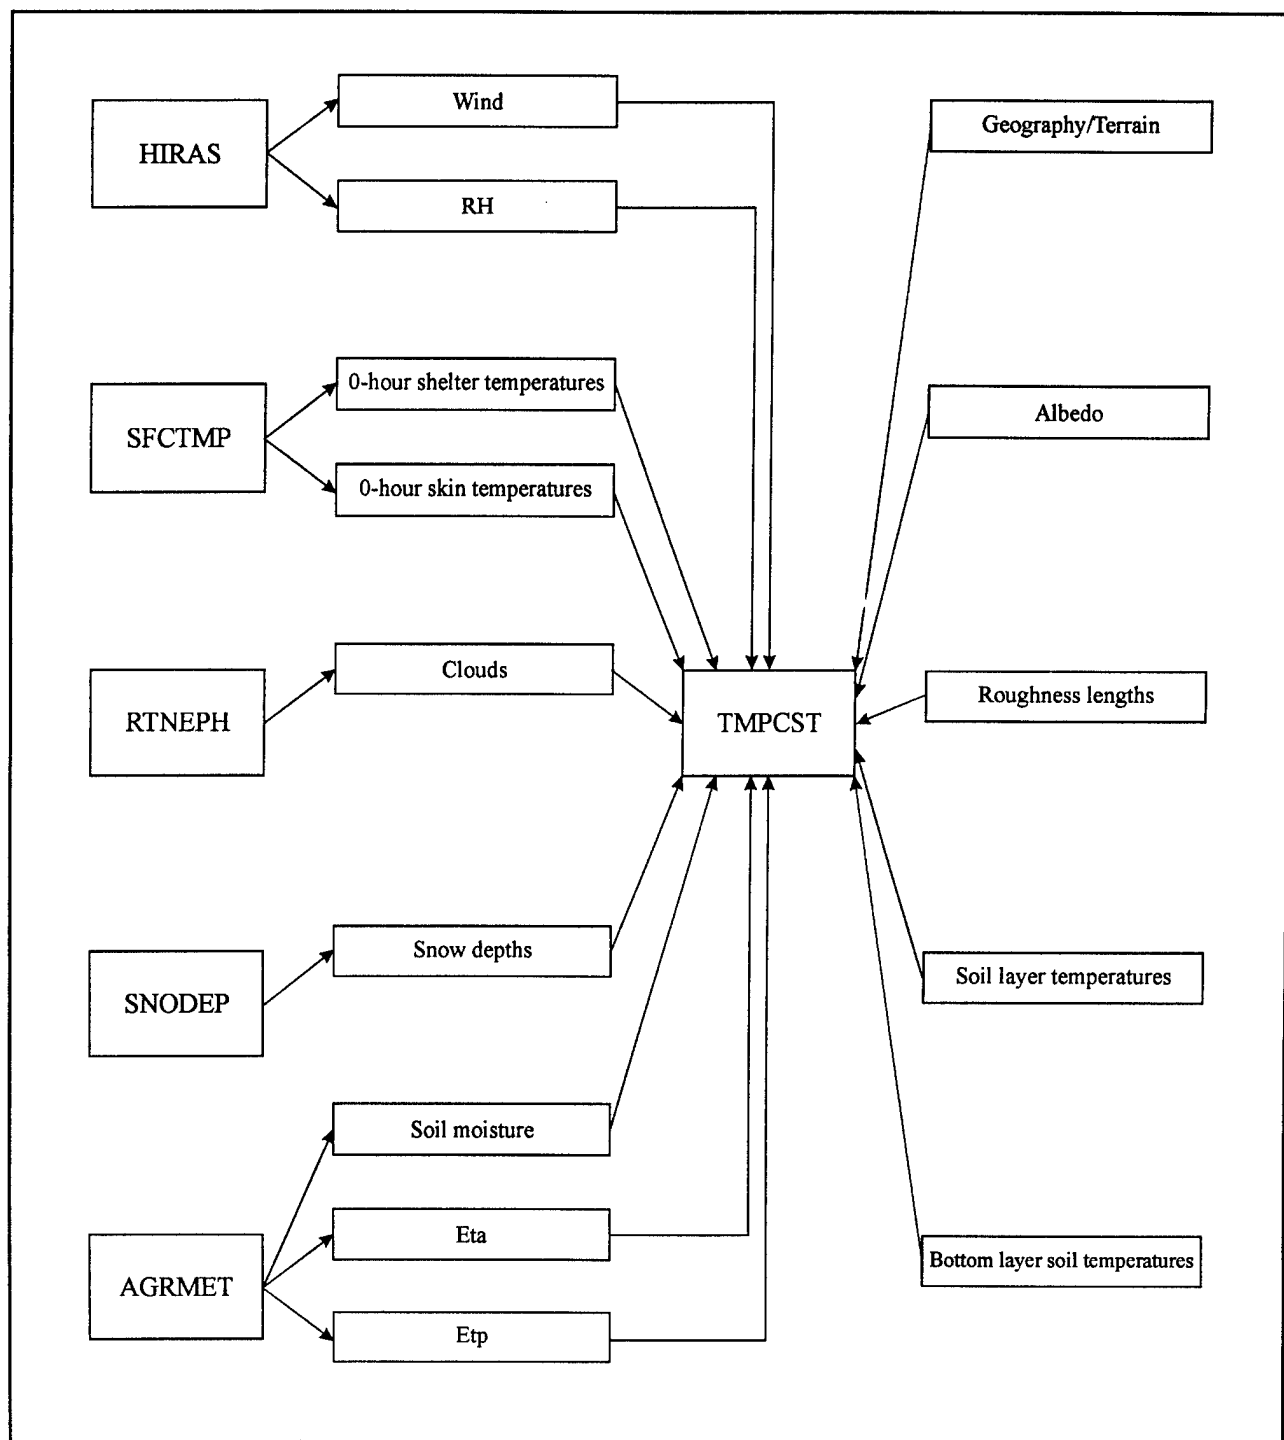 HIRAS
Wind
RH
Geography/Terrain
SFCTMP
0-hour shelter temperatures
0-hour skin temperatures
Albedo
RTNEPH
Clouds
TMPCST
Roughness lengths
SNODEP
Snow depths
Soil layer temperatures
AGRMET
Soil moisture
Eta
Etp
Bottom layer soil temperatures